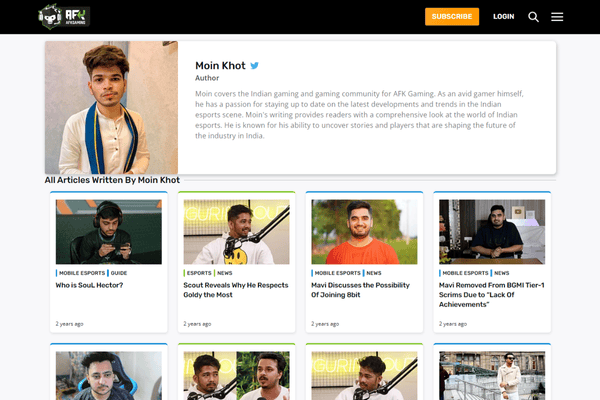 AFK
AFKGAMING
SUBSCRIBE
LOGIN
Moin Khot
Author
Moin covers the Indian gaming and gaming community for AFK Gaming. As an avid gamer himself,
he has a passion for staying up to date on the latest developments and trends in the Indian
esports scene. Moin's writing provides readers with a comprehensive look at the world of Indian
esports. He is known for his ability to uncover stories and players that are shaping the future of
the industry in India.
All Articles Written By Moin Khot
MOBILE ESPORTS
GUIDE
Who is SouL Hector?
2 years ago
ESPORTS
NEWS
Scout Reveals Why He Respects
Goldy the Most
2 years ago
MOBILE ESPORTS
NEWS
Mavi Discusses the Possibility
Of Joining 8bit
2 years ago
MOBILE ESPORTS
NEWS
Mavi Removed From BGMI Tier-1
Scrims Due to "Lack Of
Achievements"
2 years ago